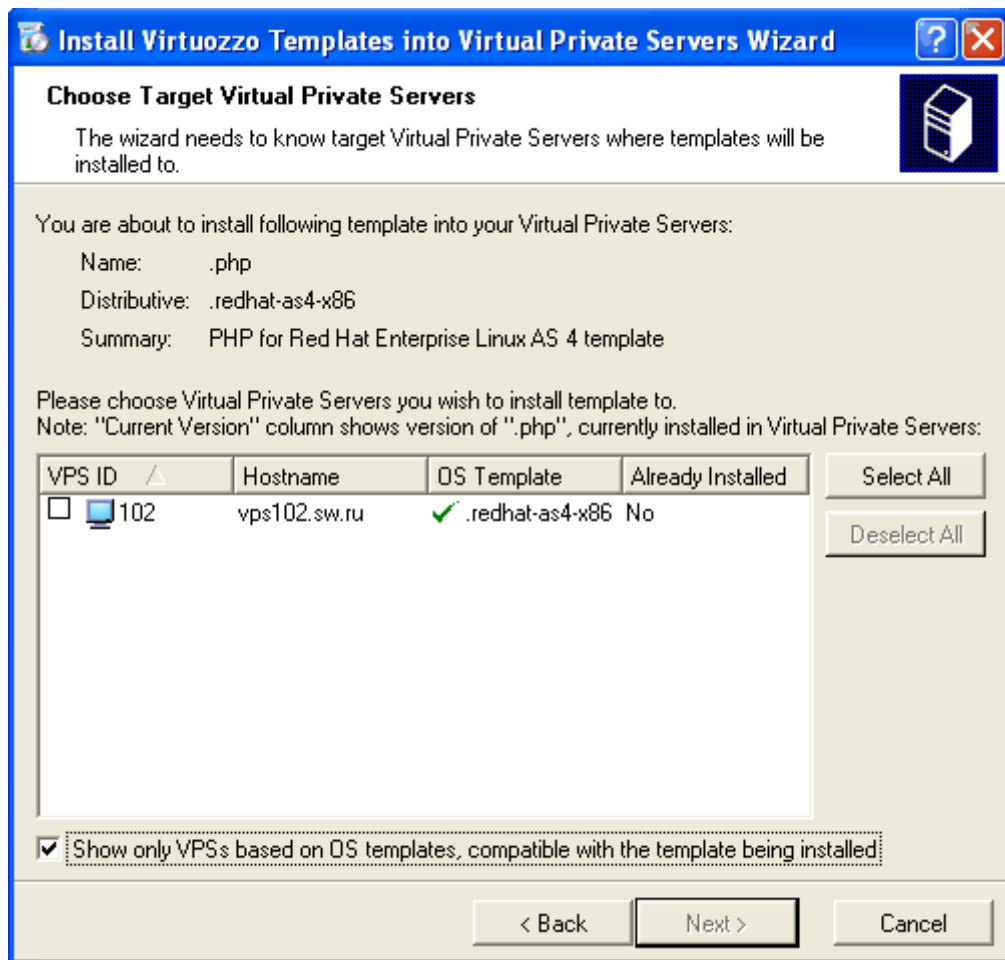 Install Virtuozzo Templates into Virtual Private Servers Wizard
Choose Target Virtual Private Servers
The wizard needs to know target Virtual Private Servers where templates will be
installed to.
You are about to install following template into your Virtual Private Servers:
Name: .php
Distributive: .redhat-as4-x86
Summary: PHP for Red Hat Enterprise Linux AS 4 template
Please choose Virtual Private Servers you wish to install template to.
Note: "Current Version" column shows version of ".php", currently installed in Virtual Private Servers:
VPS ID Hostname OS Template Already Installed
102 vps102.sw.ru .redhat-as4-x86 No
Select All
Deselect All
Show only VPSs based on OS templates, compatible with the template being installed
< Back Next > Cancel